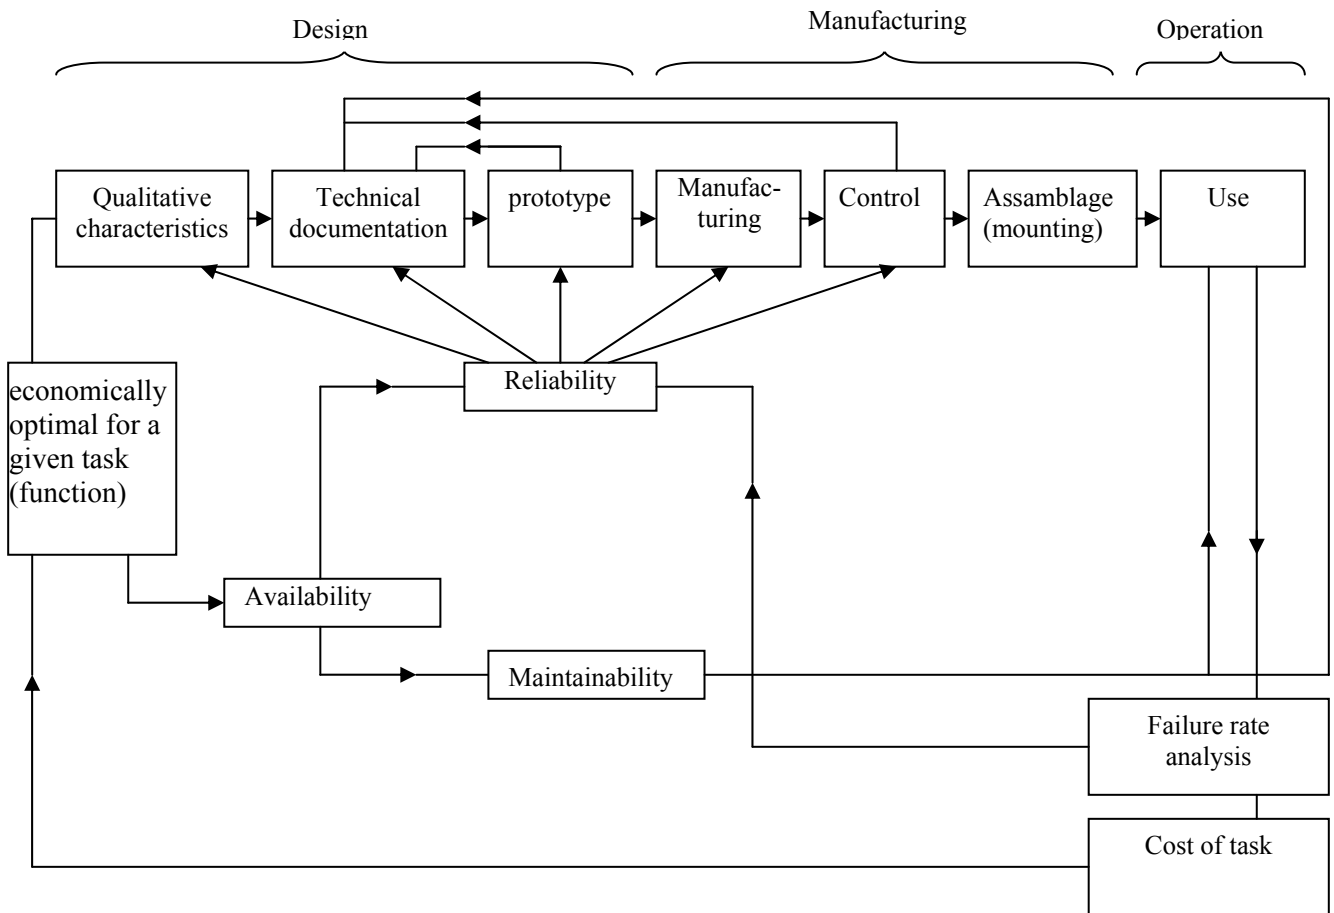 Design
Manufacturing
Operation
Qualitative
characteristics
Technical
documentation
prototype
Manufac-
turing
Control
Assamblage
(mounting)
Use
Reliability
economically
optimal for a
given task
(function)
Availability
Maintainability
Failure rate
analysis
Cost of task